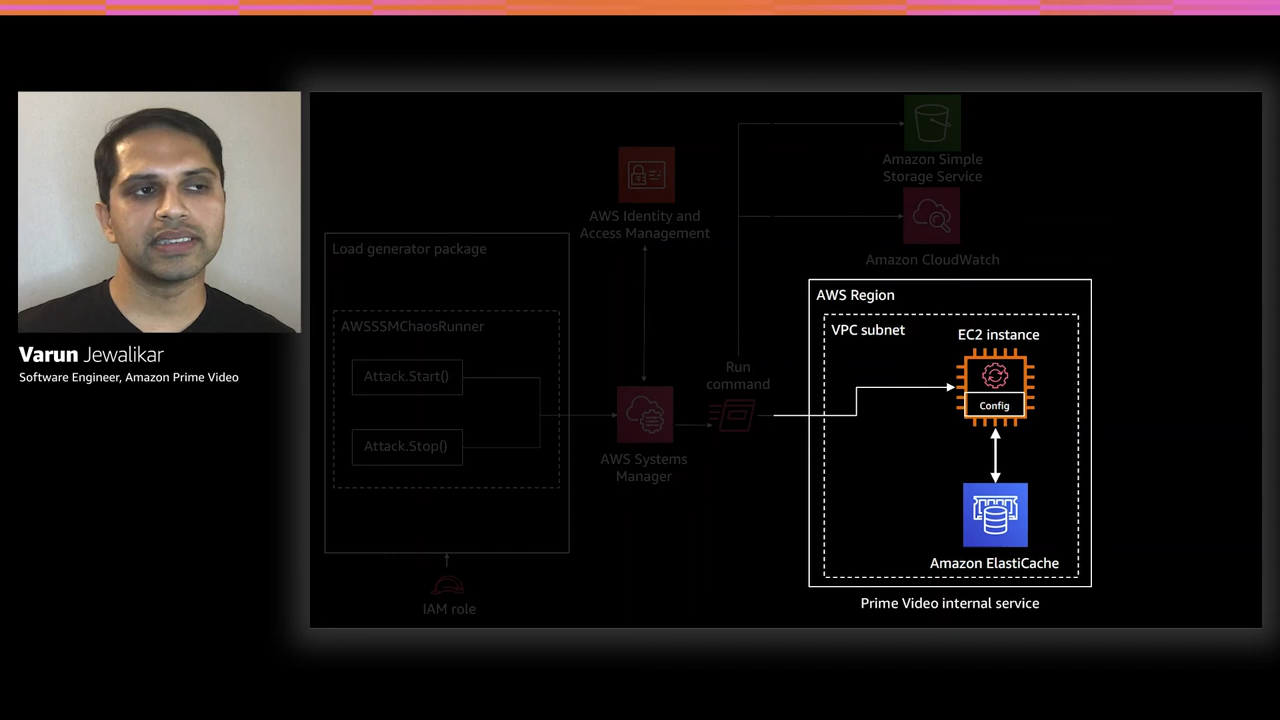 Varun Jewalikar
Software Engineer, Amazon Prime Video
Amazon Simple
Storage Service
AWS Identity and
Access Management
Load generator package
Amazon CloudWatch
AWS Region
AWSSSMChaosRunner
VPC subnet
EC2 instance
Attack.Start()
Run
command
Config
Attack.Stop()
AWS Systems
Manager
Amazon ElastiCache
IAM role
Prime Video internal service